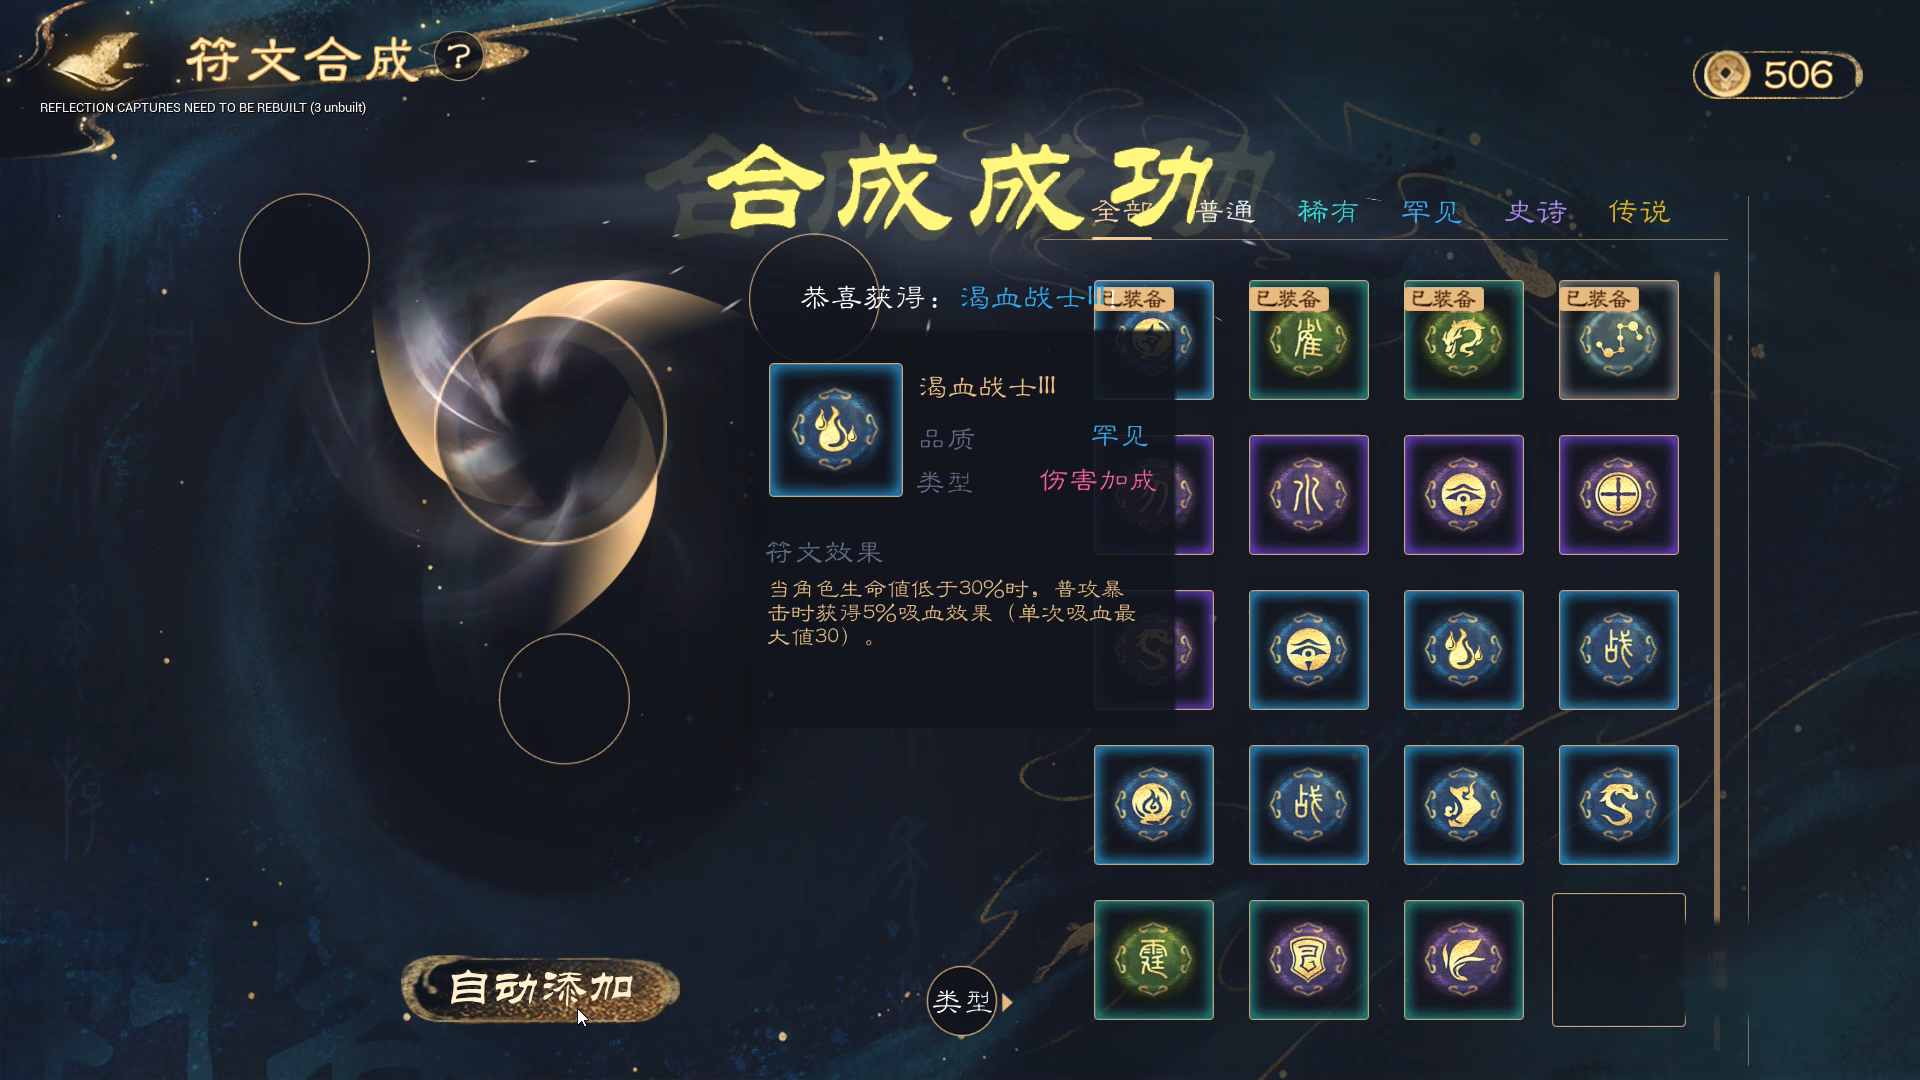 符文合成 ?
506
REFLECTION CAPTURES NEED TO BE REBUILT (3 unbuilt)
合成成功
全部 普通 稀有 罕见 史诗 传说
恭喜获得：渴血战士III
已装备 已装备 已装备 已装备
雀
渴血战士III
品质 罕见
类型 伤害加成
水
符文效果
当角色生命值低于30%时，普攻暴
击时获得5%吸血效果（单次吸血最
大值30）。
战
战
霆
自动添加
类型